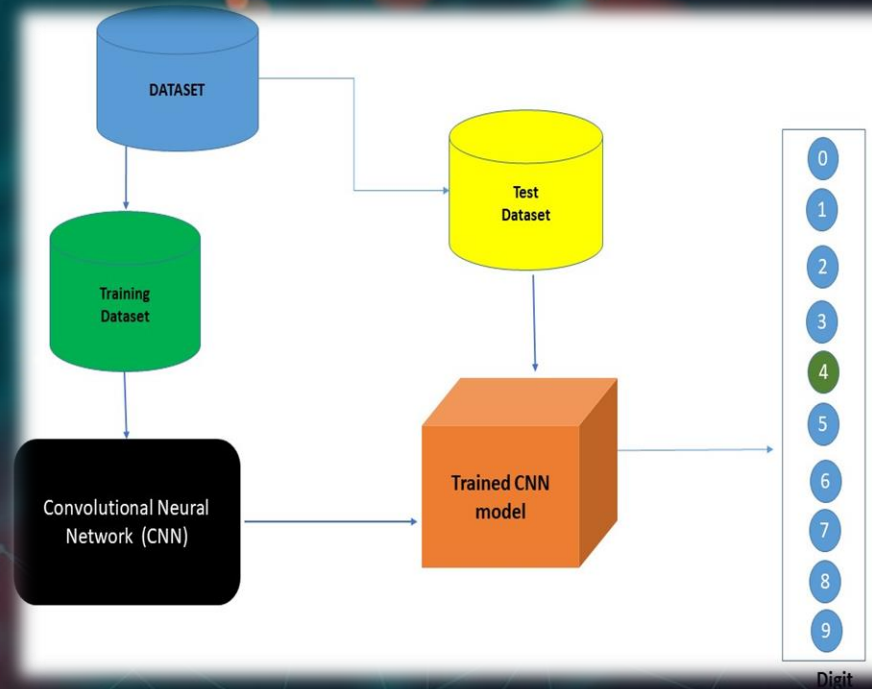 DATASET
Test
Dataset
Training
Dataset
Convolutional Neural
Network (CNN)
Trained CNN
model
0
1
2
3
4
5
6
7
8
9
Digit